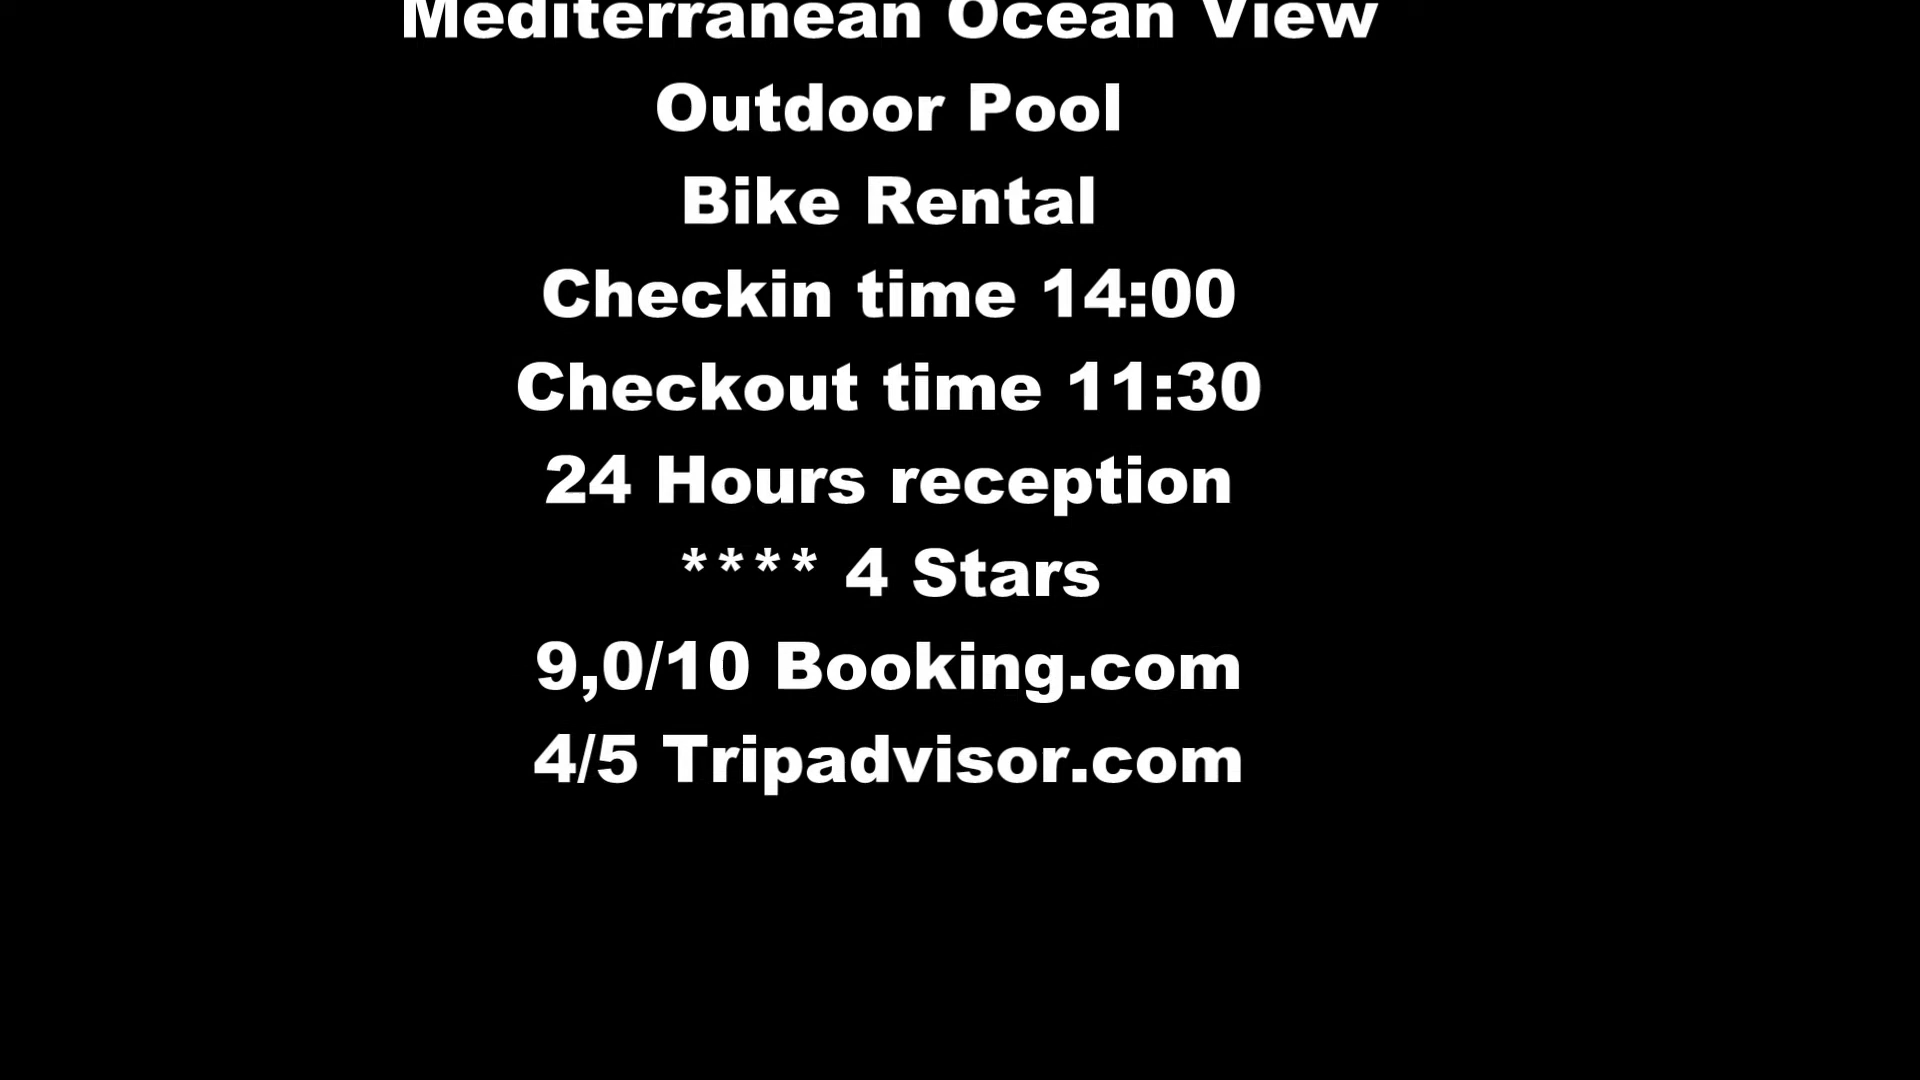 Mediterranean Ocean View
Outdoor Pool
Bike Rental
Checkin time 14:00
Checkout time 11:30
24 Hours reception
**** 4 Stars
9,0/10 Booking.com
4/5 Tripadvisor.com